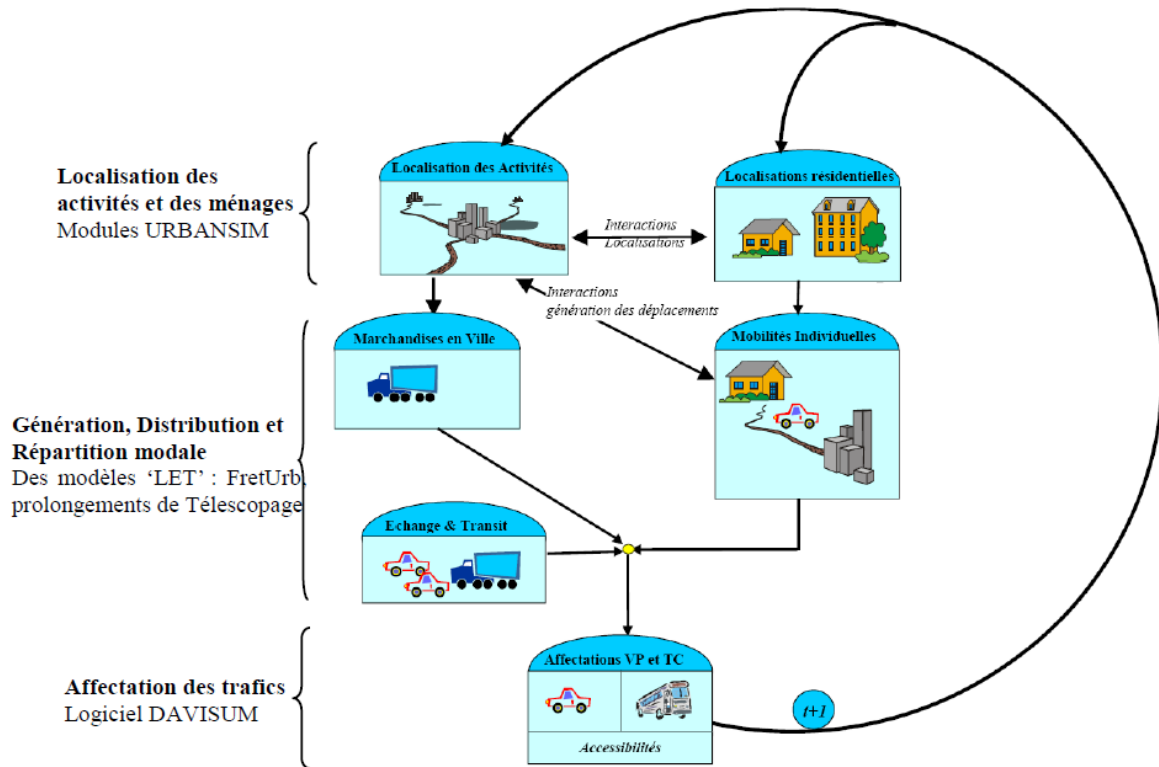 Localisation des
activités et des ménages
Modules URBANSIM
Localisation des Activités
Localisations résidentielles
Interactions
Localisations
Interactions
génération des déplacements
Marchandises en Ville
Mobilités Individuelles
Génération, Distribution et
Répartition modale
Des modèles ‘LET’ : FretUrb,
prolongements de Télescopage
Echange & Transit
Affectation des trafics
Logiciel DAVISUM
Affectations VP et TC
Accessibilités
t+1